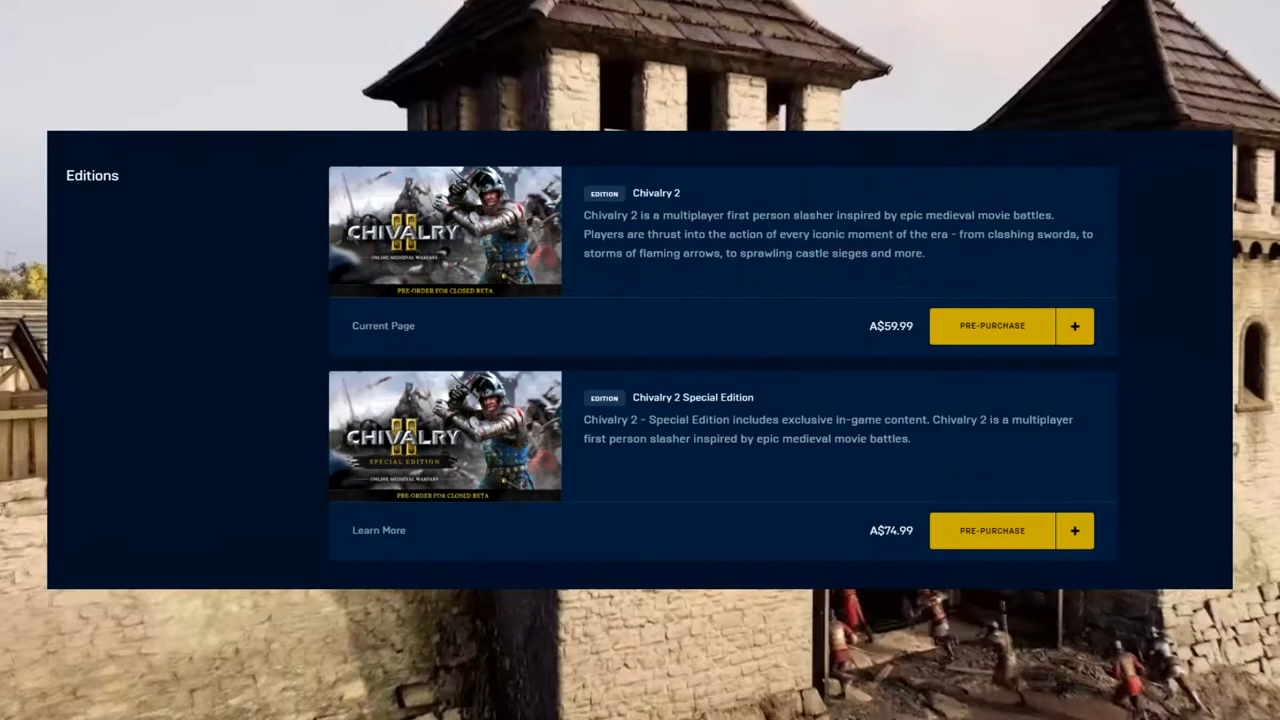 Editions
CHIVALRY
II
ONLINE MEDIEVAL WARFARE
PRE-ORDER FOR CLOSED BETA
EDITION Chivalry 2
Chivalry 2 is a multiplayer first person slasher inspired by epic medieval movie battles.
Players are thrust into the action of every iconic moment of the era - from clashing swords, to
storms of flaming arrows, to sprawling castle sieges and more.
Current Page
A$59.99
PRE-PURCHASE +
CHIVALRY
II
SPECIAL EDITION
ONLINE MEDIEVAL WARFARE
PRE-ORDER FOR CLOSED BETA
EDITION Chivalry 2 Special Edition
Chivalry 2 - Special Edition includes exclusive in-game content. Chivalry 2 is a multiplayer
first person slasher inspired by epic medieval movie battles.
Learn More
A$74.99
PRE-PURCHASE +